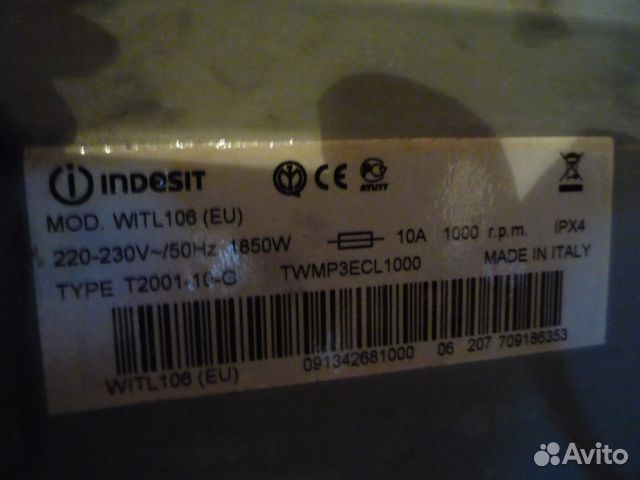 INDESIT CE АЯ77
MOD. WITL106 (EU)
220-230V~/50Hz 1850W 10A 1000 r.p.m. IPX4
TYPE T2001-10-G TWMP3ECL1000 MADE IN ITALY
WITL106 (EU) 091342681000 06 207 709186353
Avito